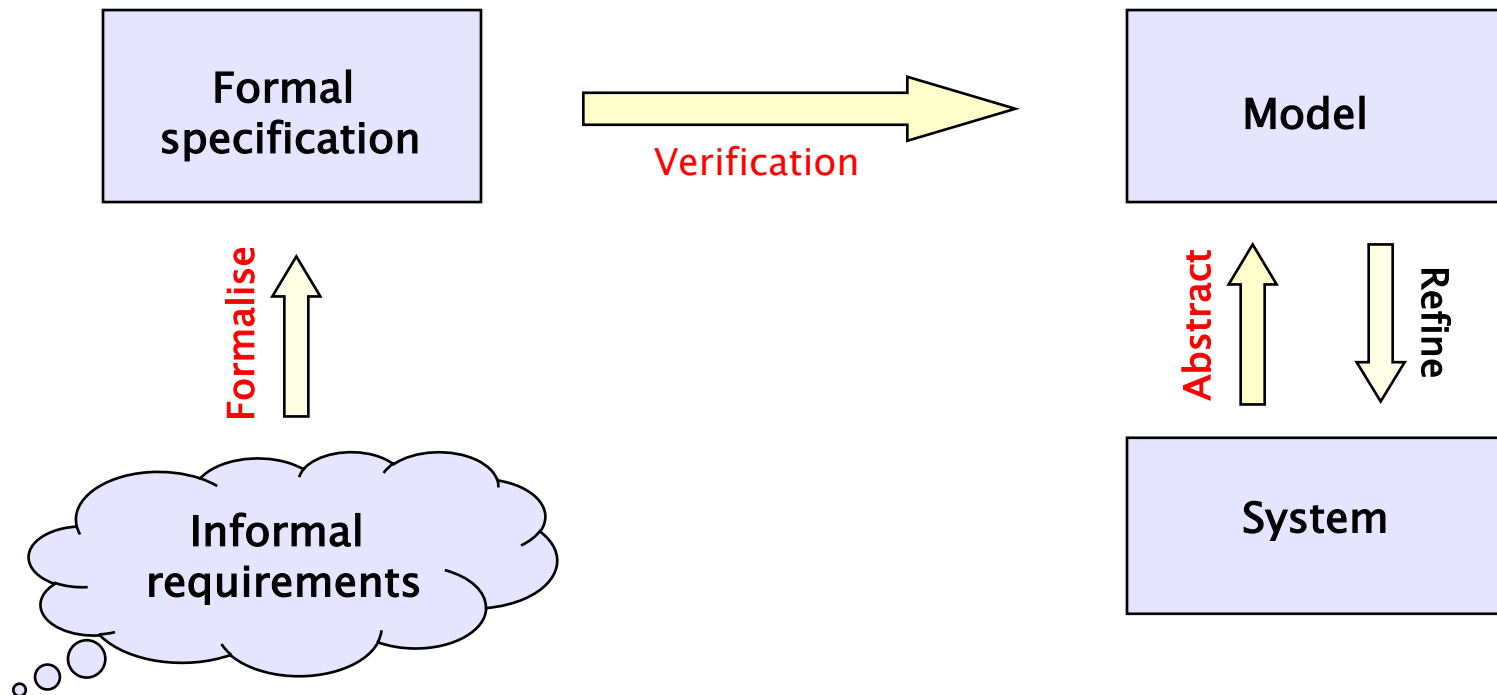 Formal
specification
Verification
Model
Formalise
Abstract
Refine
Informal
requirements
System